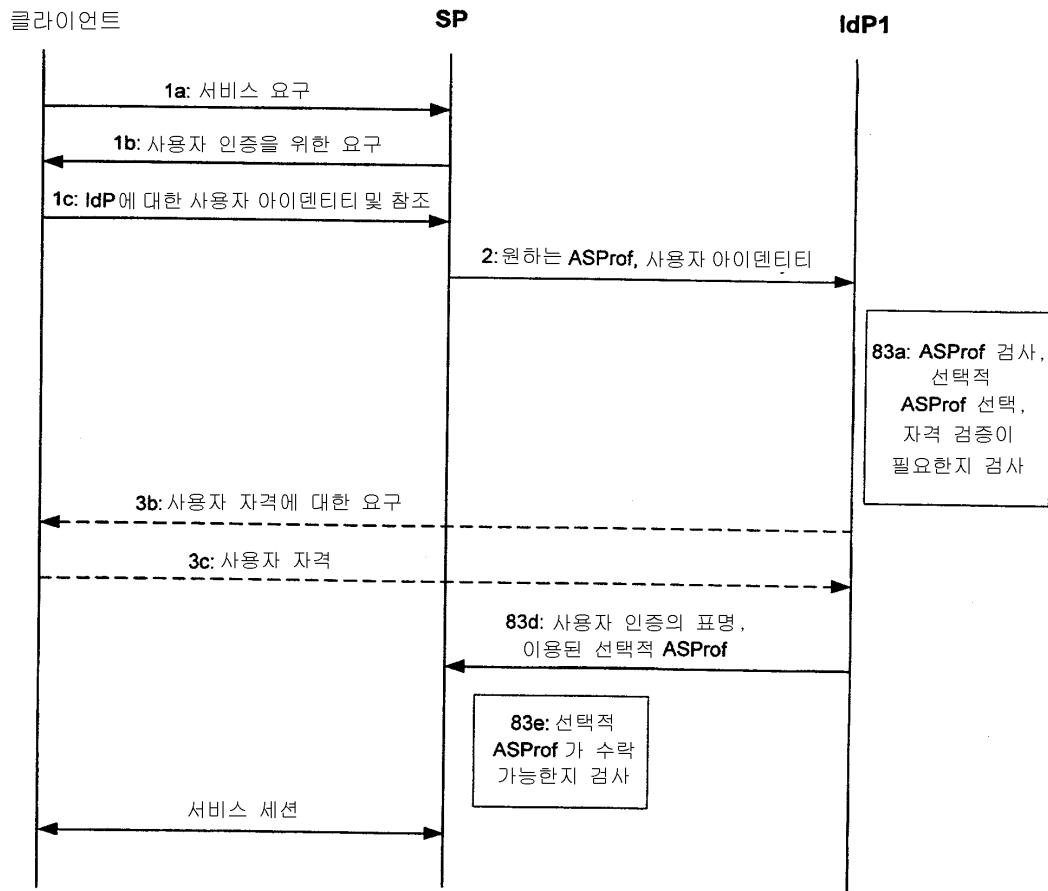 클라이언트
SP
IdP1
1a: 서비스 요구
1b: 사용자 인증을 위한 요구
1c: IdP에 대한 사용자 아이덴티티 및 참조
2: 원하는 ASProf, 사용자 아이덴티티
83a: ASProf 검사,
선택적
ASProf 선택,
자격 검증이
필요한지 검사
3b: 사용자 자격에 대한 요구
3c: 사용자 자격
83d: 사용자 인증의 표명,
이용된 선택적 ASProf
83e: 선택적
ASProf 가 수락
가능한지 검사
서비스 세션